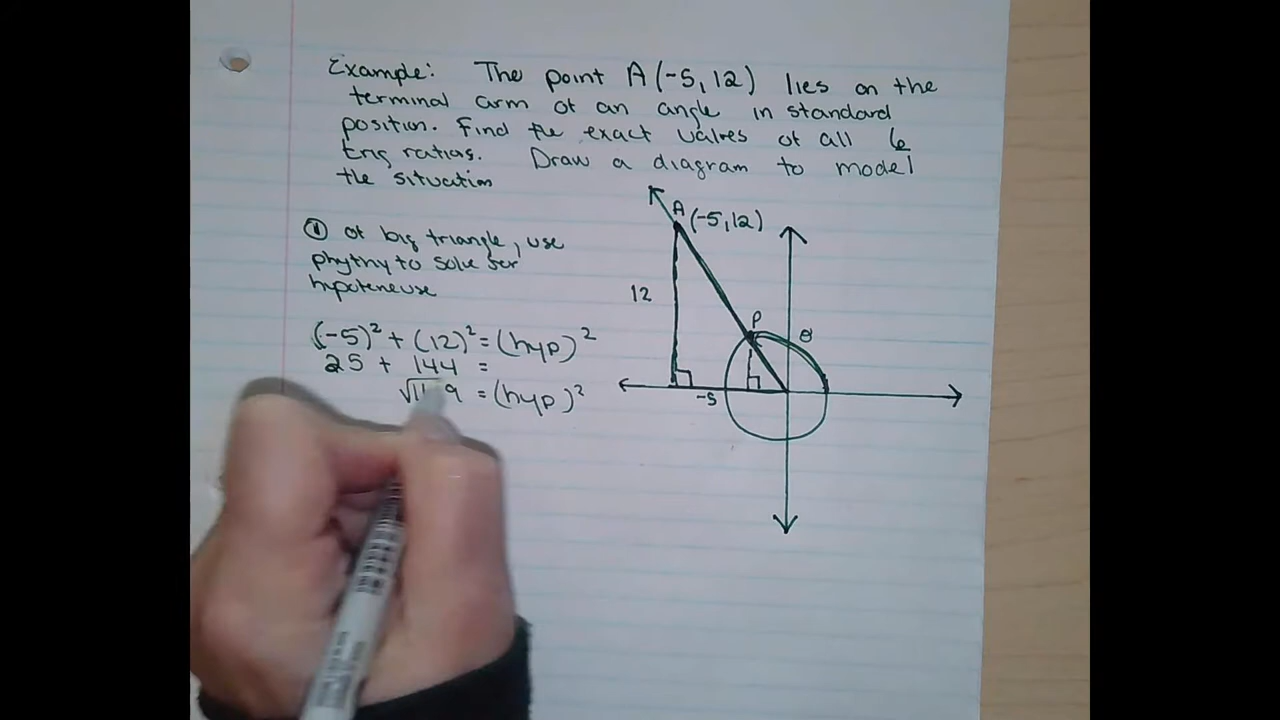 Example: The point A(-5,12) lies on the
terminal arm of an angle in standard
position. Find the exact values of all 6
trig ratios. Draw a diagram to model
the situation
① of big triangle, use
phythy to solve for
hypoteneuse
(-5)² + (12)² = (hyp)²
25 + 144 =
= (hyp)²
A(-5,12)
12
P
θ
-5